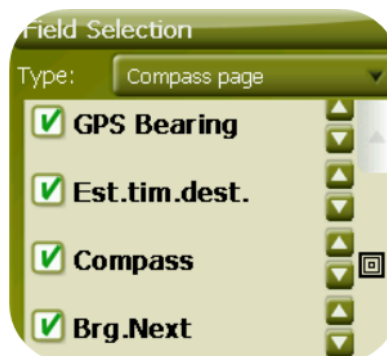 Field Selection
Type: Compass page
GPS Bearing
Est.tim.dest.
Compass
Brg.Next